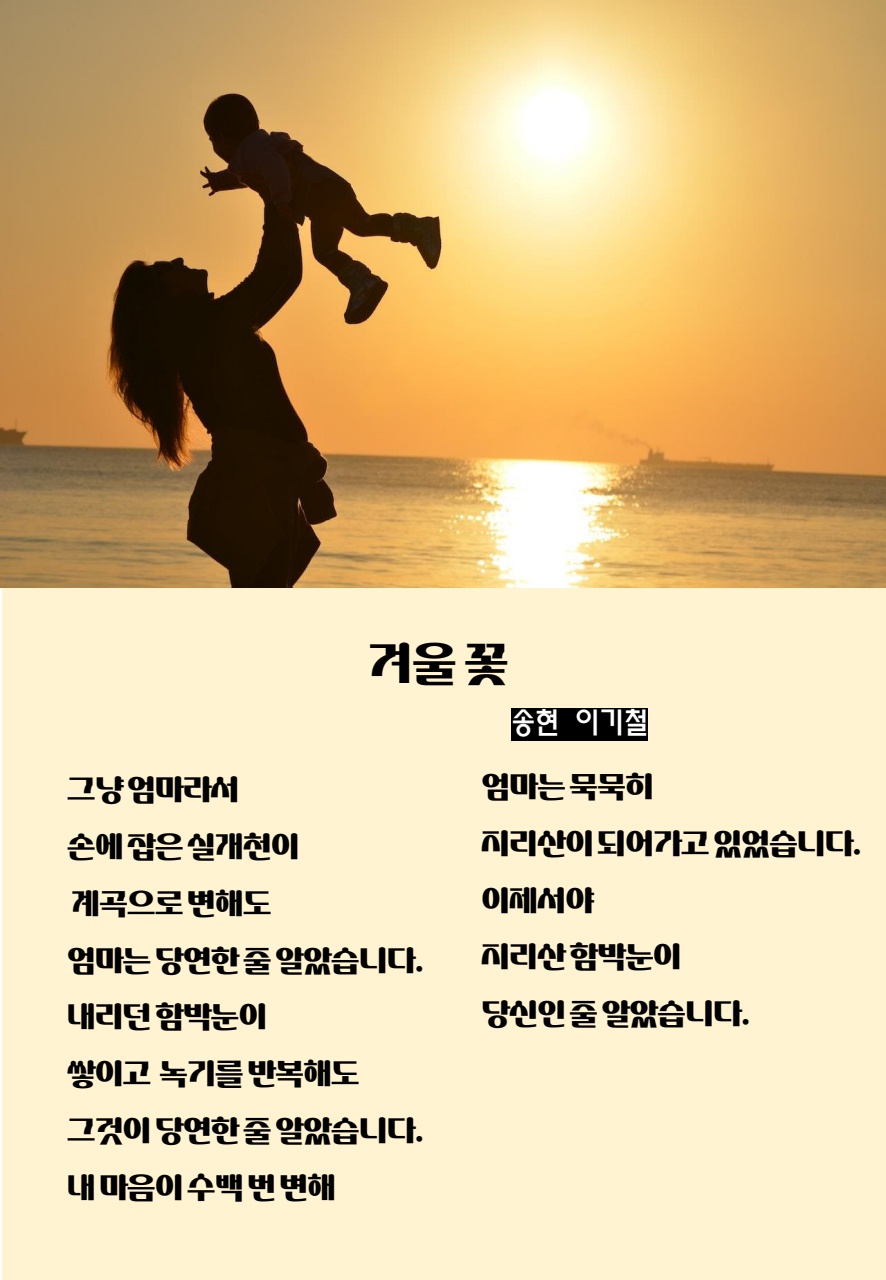 겨울 꽃
송현 이기철
그냥 엄마라서
손에 잡은 실개천이
계곡으로 변해도
엄마는 당연한 줄 알았습니다.
내리던 함박눈이
쌓이고 녹기를 반복해도
그것이 당연한 줄 알았습니다.
내 마음이 수백 번 변해
엄마는 묵묵히
지리산이 되어가고 있었습니다.
이제서야
지리산 함박눈이
당신인 줄 알았습니다.